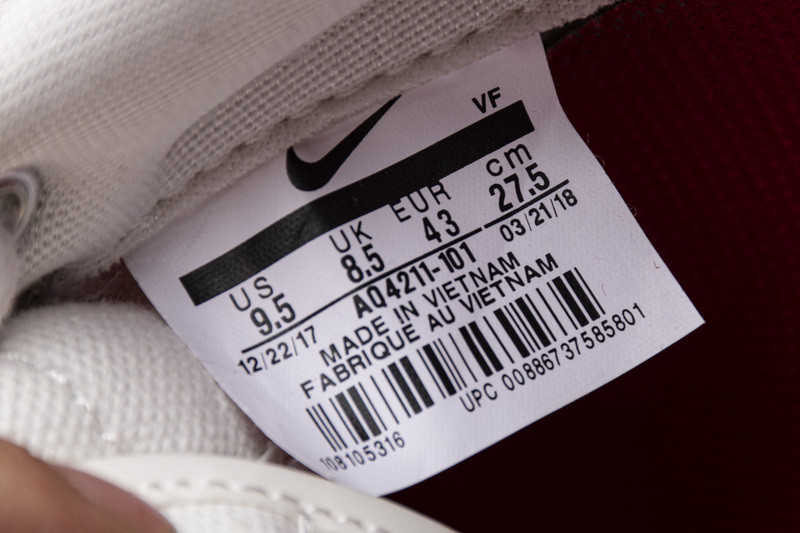 VF
US UK EUR cm
9.5 8.5 43 27.5
12/22/17 AQ4211-101 03/21/18
MADE IN VIETNAM
FABRIQUE AU VIETNAM
108105316 UPC 00886737585801